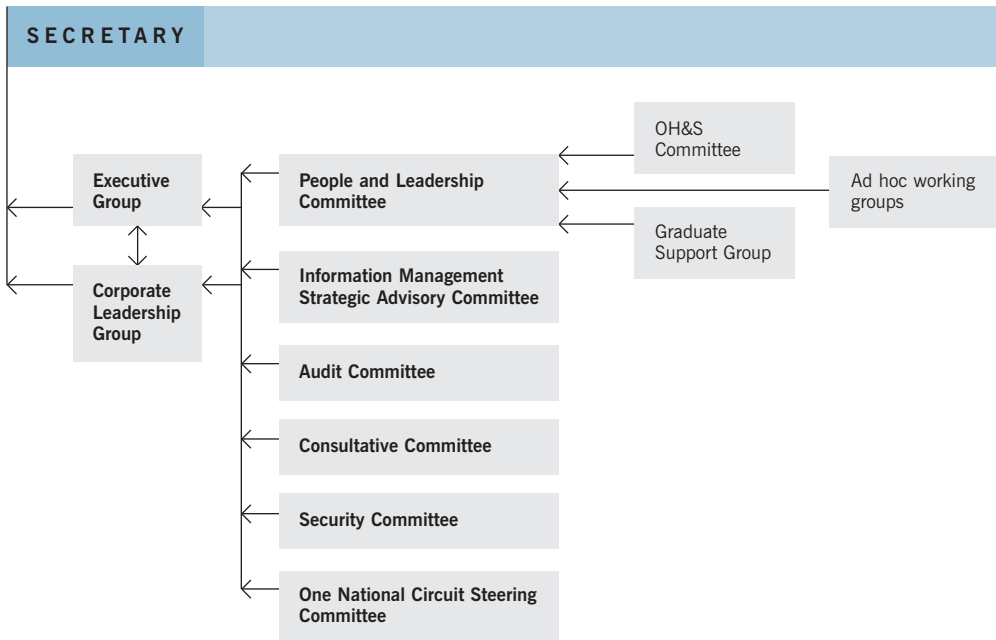 SECRETARY
Executive
Group
Corporate
Leadership
Group
People and Leadership
Committee
Information Management
Strategic Advisory Committee
Audit Committee
Consultative Committee
Security Committee
One National Circuit Steering
Committee
OH&S
Committee
Graduate
Support Group
Ad hoc working
groups